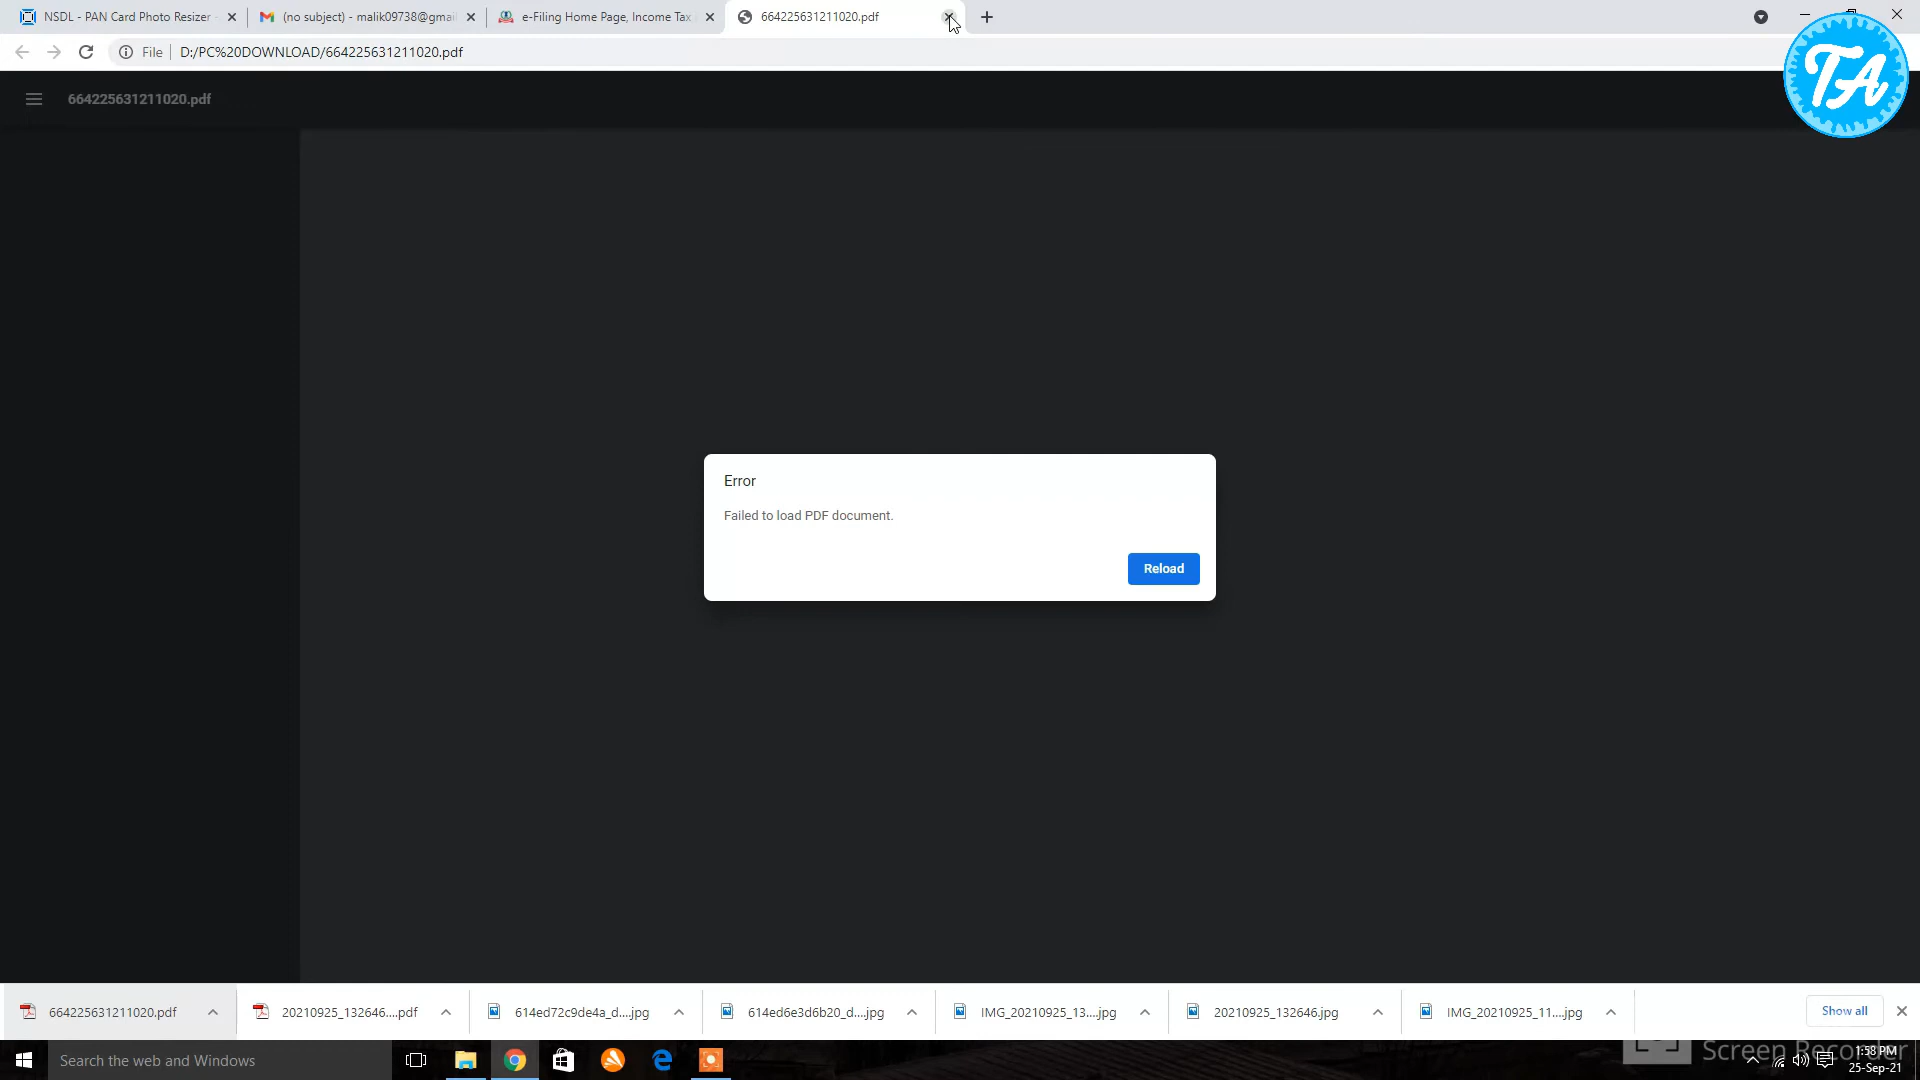 NSDL - PAN Card Photo Resizer -
(no subject) - malik09738@gmail
e-Filing Home Page, Income Tax
664225631211020.pdf
File
D:/PC%20DOWNLOAD/664225631211020.pdf
TA
664225631211020.pdf
Error
Failed to load PDF document.
Reload
664225631211020.pdf
20210925_132646....pdf
614ed72c9de4a_d....jpg
614ed6e3d6b20_d....jpg
IMG_20210925_13....jpg
20210925_132646.jpg
IMG_20210925_11....jpg
Show all
Search the web and Windows
Screen Recorder
1:58 PM
25-Sep-21